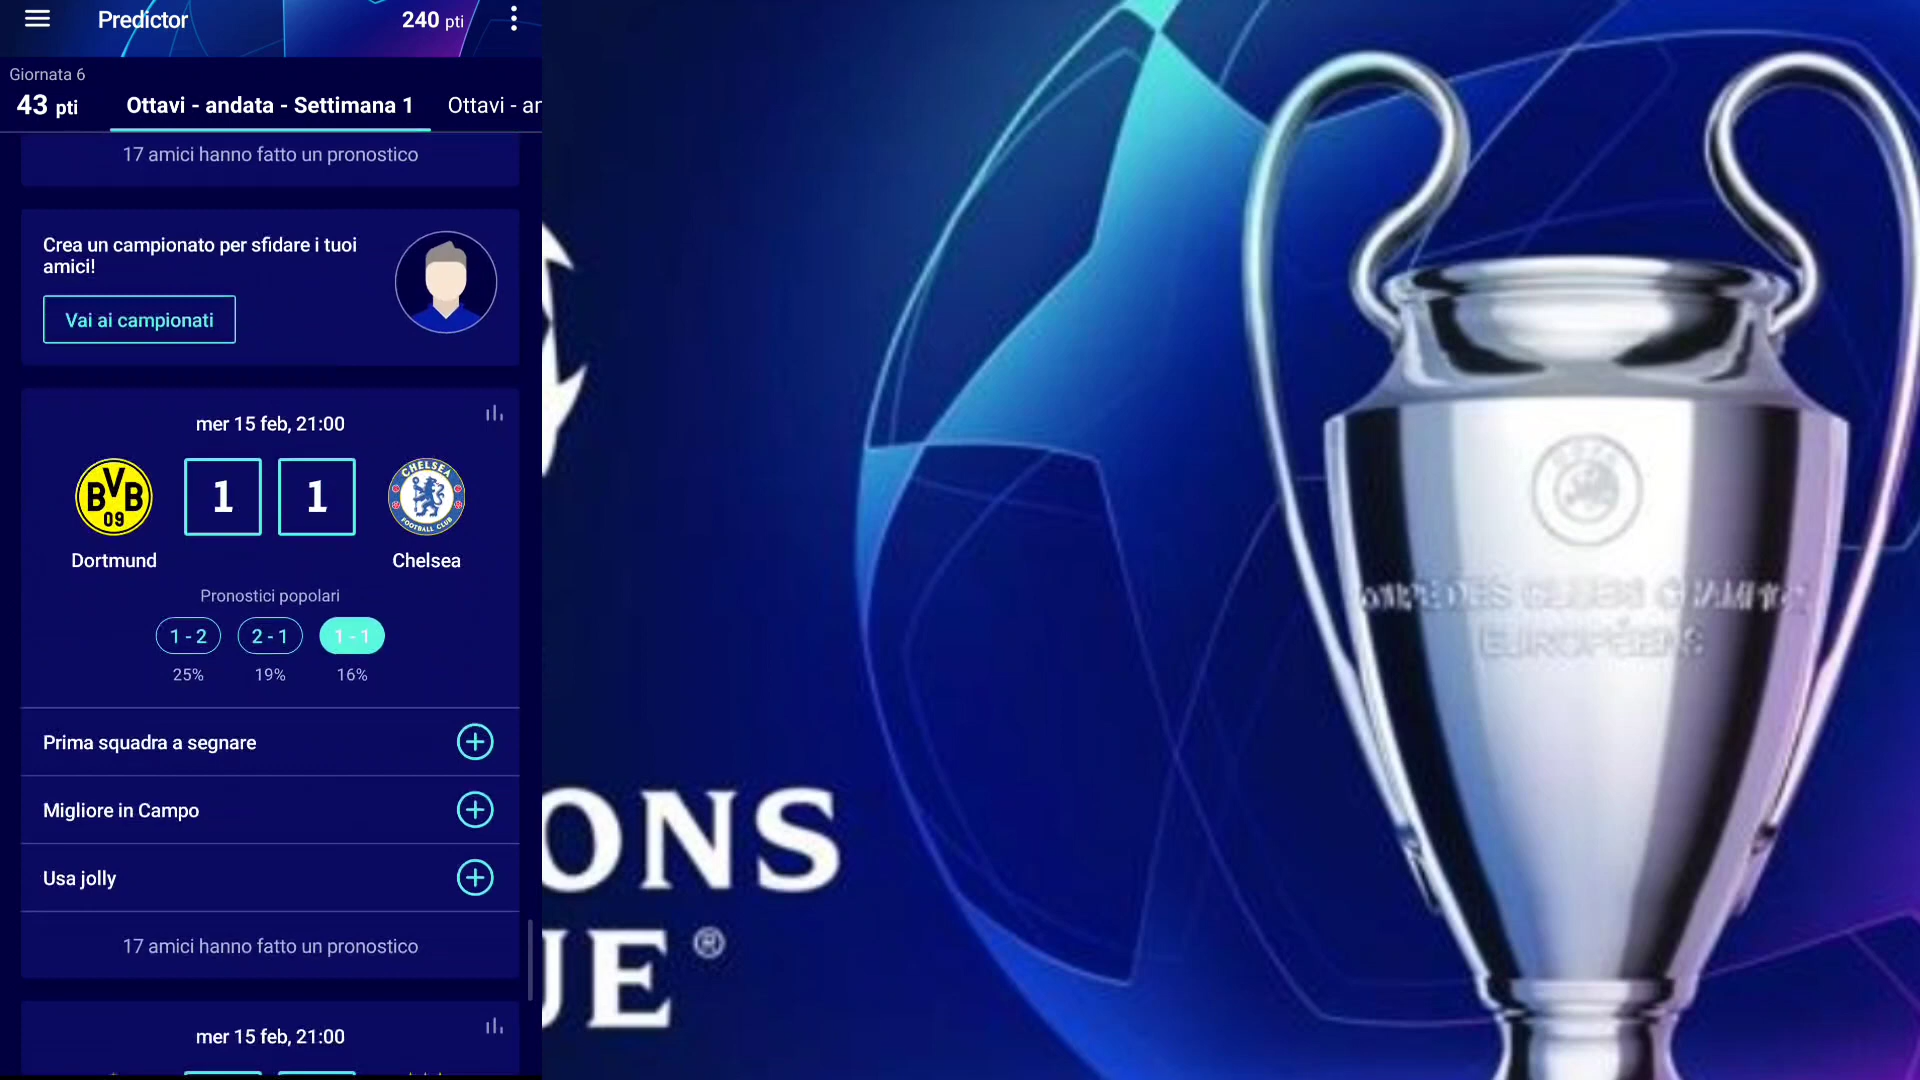 Predictor
240 pti
Giornata 6
43 pti
Ottavi - andata - Settimana 1
Ottavi - an
17 amici hanno fatto un pronostico
Crea un campionato per sfidare i tuoi
amici!
Vai ai campionati
mer 15 feb, 21:00
BVB
09
1
1
CHELSEA
FOOTBALL CLUB
Dortmund
Chelsea
Pronostici popolari
1 - 2
2 - 1
1 - 1
25%
19%
16%
Prima squadra a segnare
Migliore in Campo
Usa jolly
17 amici hanno fatto un pronostico
mer 15 feb, 21:00
ONS
UE ®
EUROPÉENS